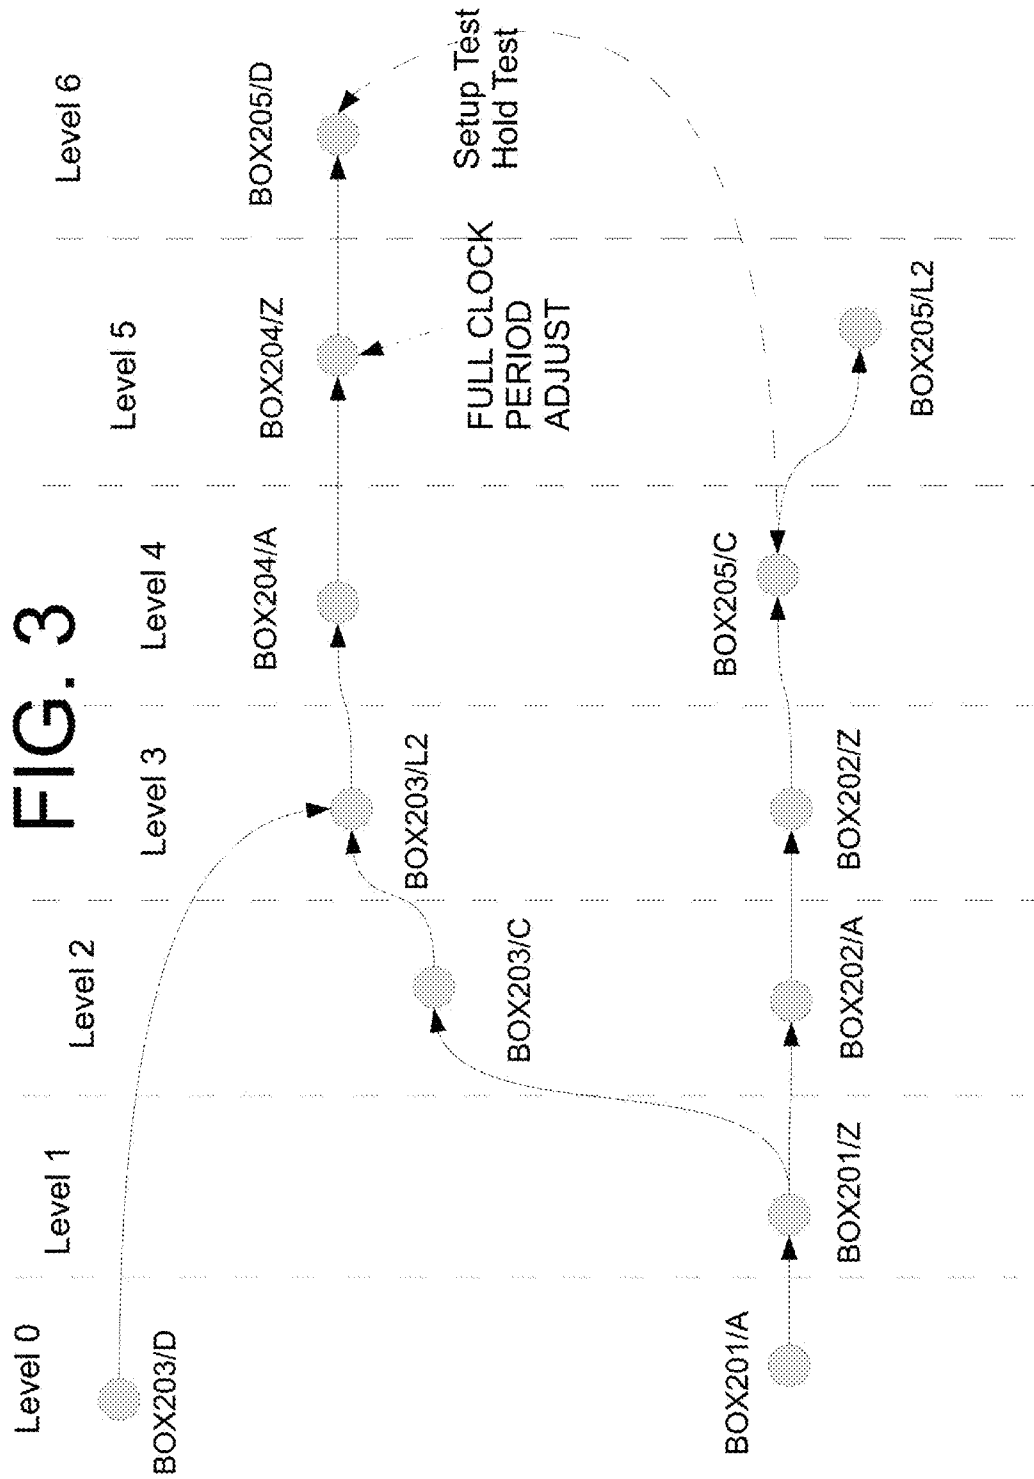 FIG. 3
Level 0
Level 1
Level 2
Level 3
Level 4
Level 5
Level 6
BOX203/D
BOX203/C
BOX203/L2
BOX204/A
BOX204/Z
BOX205/D
FULL CLOCK
PERIOD
ADJUST
Setup Test
Hold Test
BOX201/A
BOX201/Z
BOX202/A
BOX202/Z
BOX205/C
BOX205/L2